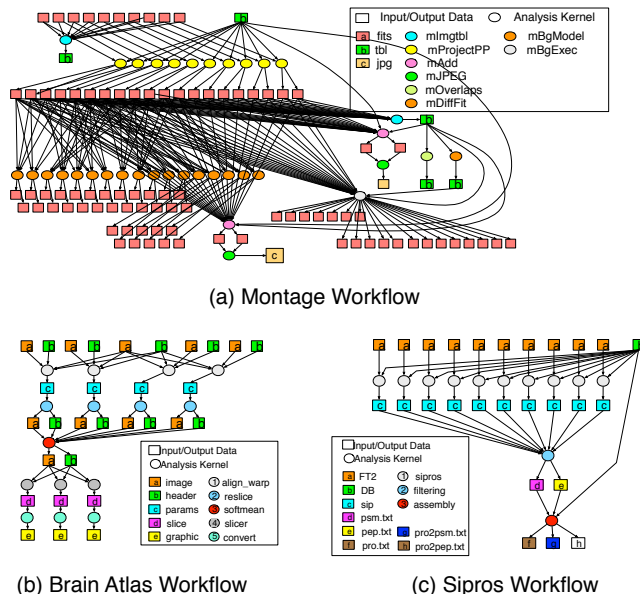 b
Input/Output Data Analysis Kernel
a fits mImgtbl mBgModel
b tbl mProjectPP mBgExec
c jpg mAdd
mJPEG
mOverlaps
mDiffFit
b
b
b b
c
(a) Montage Workflow
a b a b a b a b a b
c c c c
a b a b a b a b
a b
d d d
e e e
Input/Output Data
Analysis Kernel
a image 1 align_warp
b header 2 reslice
c params 3 softmean
d slice 4 slicer
e graphic 5 convert
(b) Brain Atlas Workflow
a a a a a a a a a a
c c c c c c c c c c
d e
f g h
Input/Output Data
Analysis Kernel
a FT2 1 sipros
b DB 2 filtering
c sip 3 assembly
d psm.txt
e pep.txt g pro2psm.txt
f pro.txt h pro2pep.txt
(c) Sipros Workflow